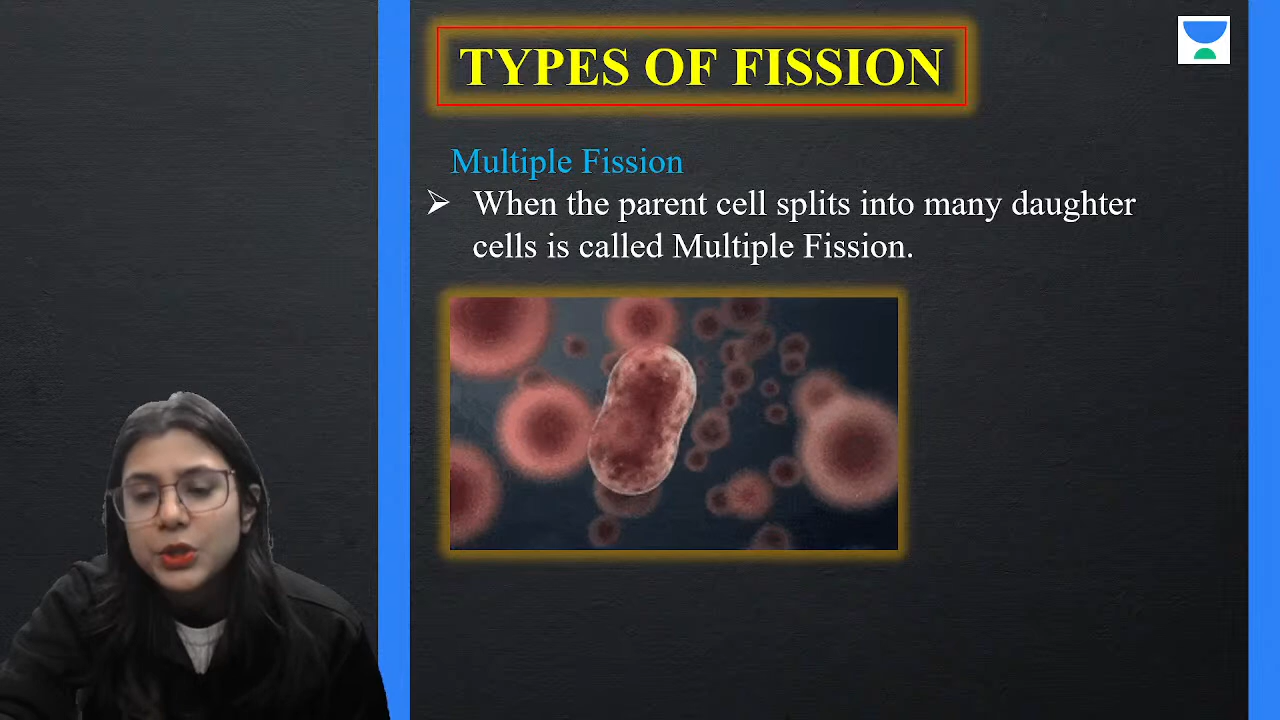 TYPES OF FISSION
Multiple Fission
➢ When the parent cell splits into many daughter
cells is called Multiple Fission.